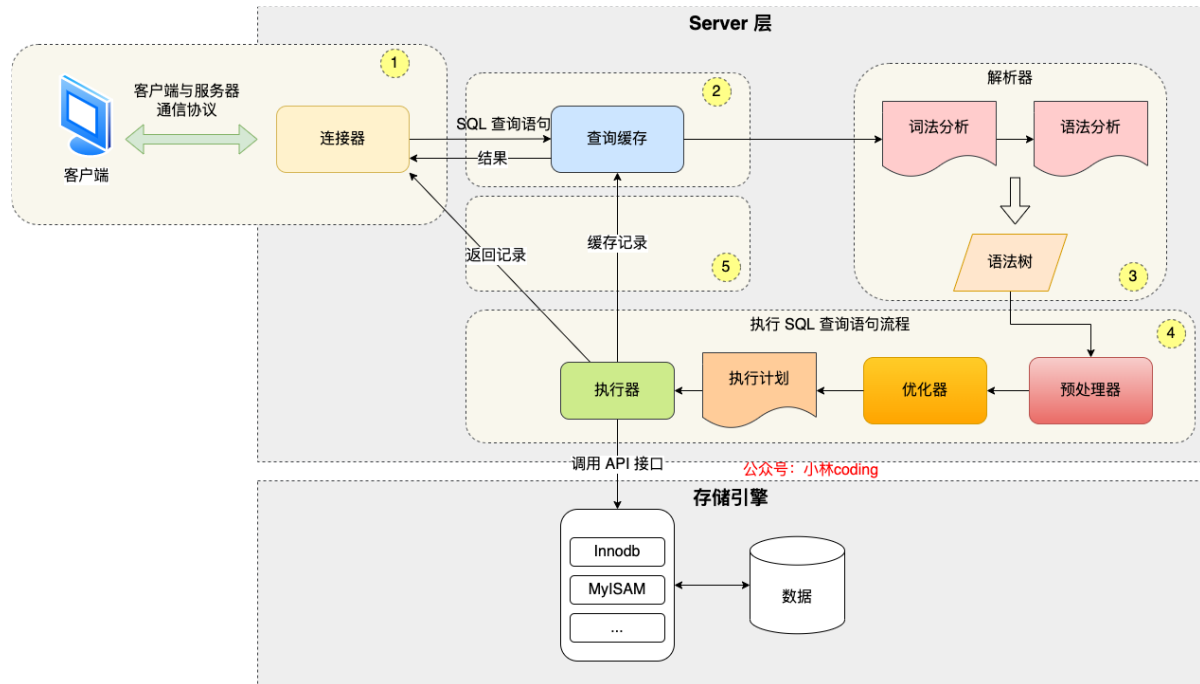 Server 层
1
客户端与服务器
通信协议
客户端
连接器
SQL 查询语句
结果
2
查询缓存
解析器
词法分析
语法分析
语法树
3
返回记录
缓存记录
5
执行 SQL 查询语句流程
4
执行器
执行计划
优化器
预处理器
调用 API 接口
公众号：小林coding
存储引擎
Innodb
MyISAM
...
数据